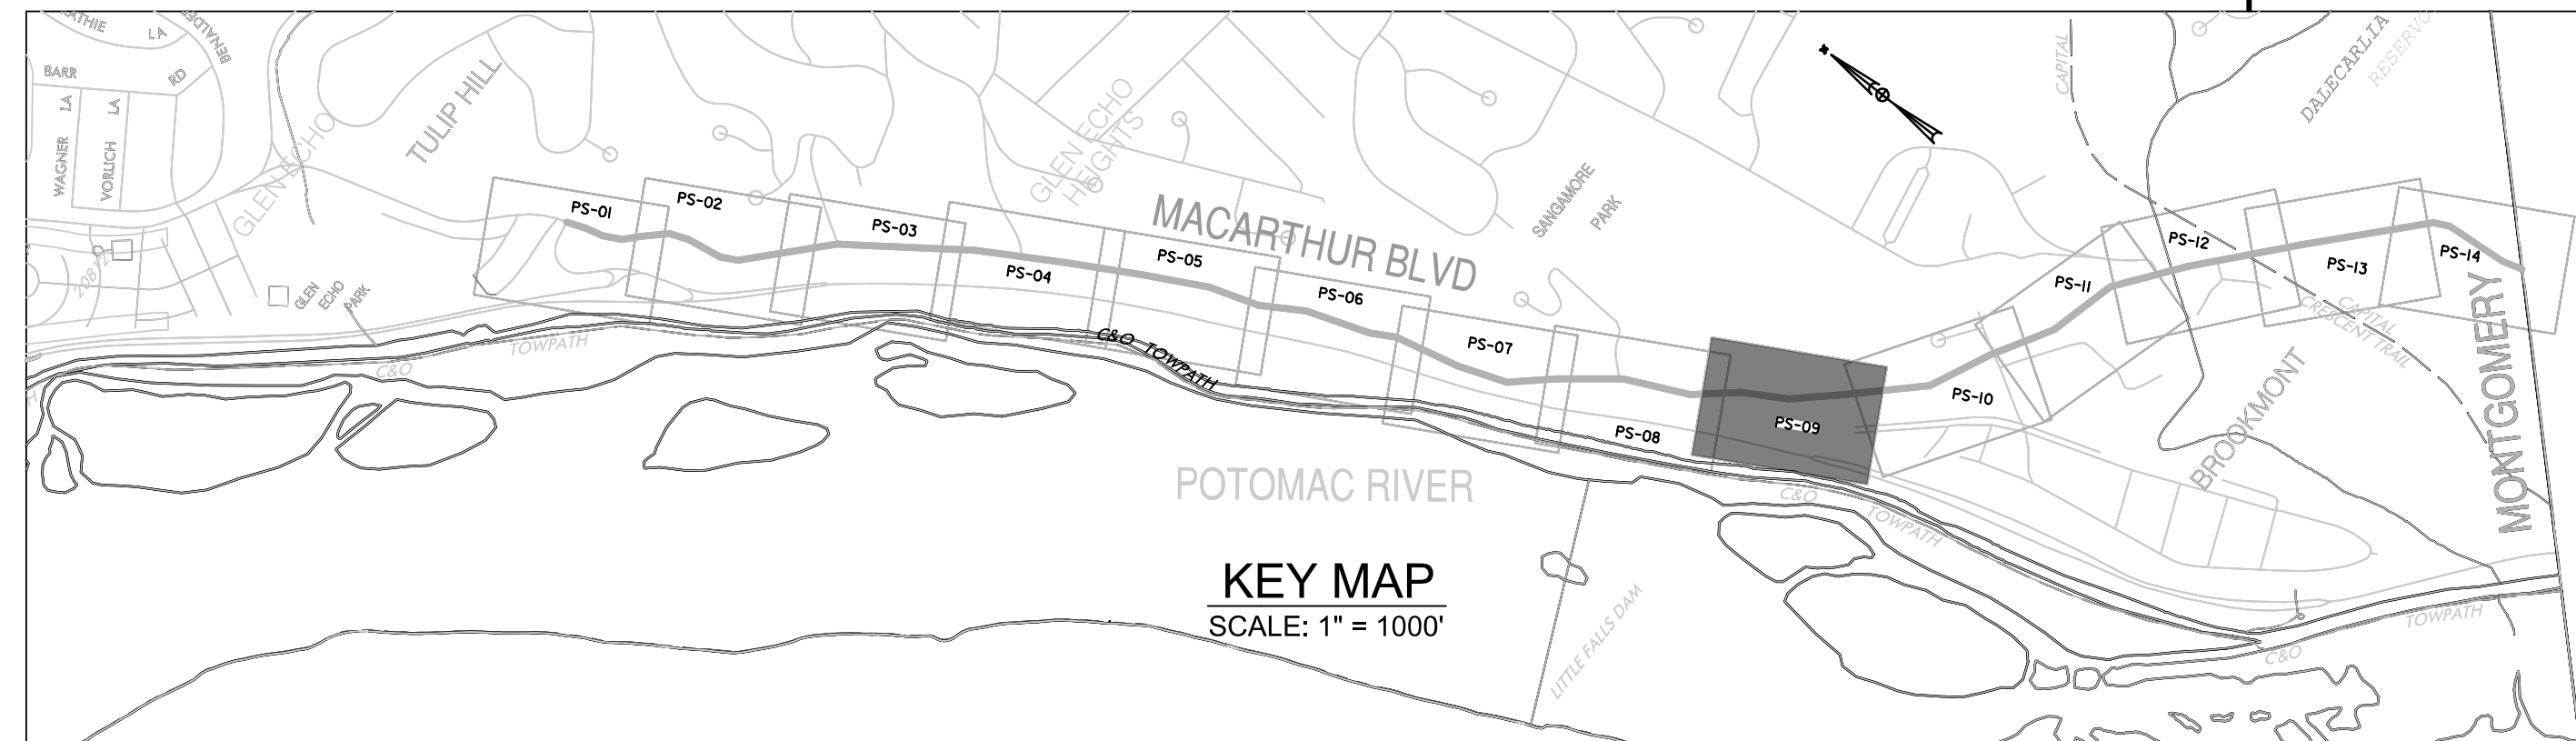 LA
BENALDER
BARR
RD
WAGNER
LA
VORLICH
LA
TULIP HILL
GLEN ECHO
GLEN ECHO
HEIGHTS
CAPITAL
DALECARLIA
MACARTHUR BLVD
SANGAMORE
PARK
PS-01
PS-02
PS-03
PS-04
PS-05
PS-06
PS-07
PS-08
PS-09
PS-10
PS-11
PS-12
PS-13
PS-14
20812
GLEN
ECHO
PARK
TOWPATH
C&O
C&O TOWPATH
CAPITAL
CRESCENT TRAIL
MONTGOMERY
BROOKMONT
POTOMAC RIVER
C&O
TOWPATH
KEY MAP
SCALE: 1" = 1000'
LITTLE FALLS DAM
TOWPATH
C&O